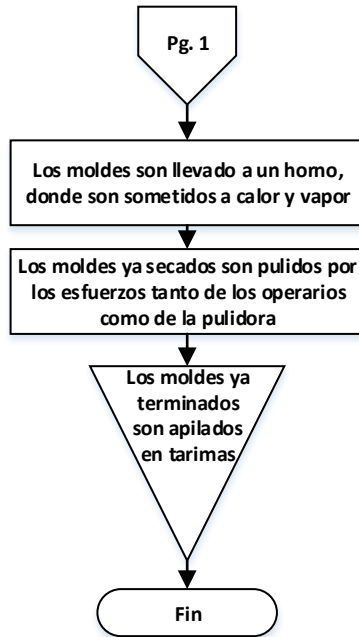 Pg. 1
Los moldes son llevado a un horno,
donde son sometidos a calor y vapor
Los moldes ya secados son pulidos por
los esfuerzos tanto de los operarios
como de la pulidora
Los moldes ya
terminados
son apilados
en tarimas
Fin